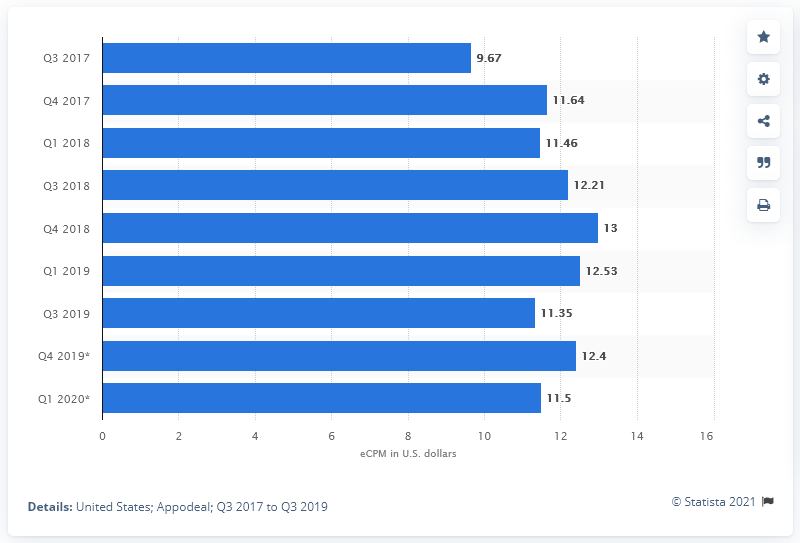 Q3 2017 9.67
Q4 2017 11.64
Q1 2018 11.46
Q3 2018 12.21
Q4 2018 13
Q1 2019 12.53
Q3 2019 11.35
Q4 2019* 12.4
Q1 2020* 11.5
0 2 4 6 8 10 12 14 16
eCPM in U.S. dollars
Details: United States; Appodeal; Q3 2017 to Q3 2019
© Statista 2021